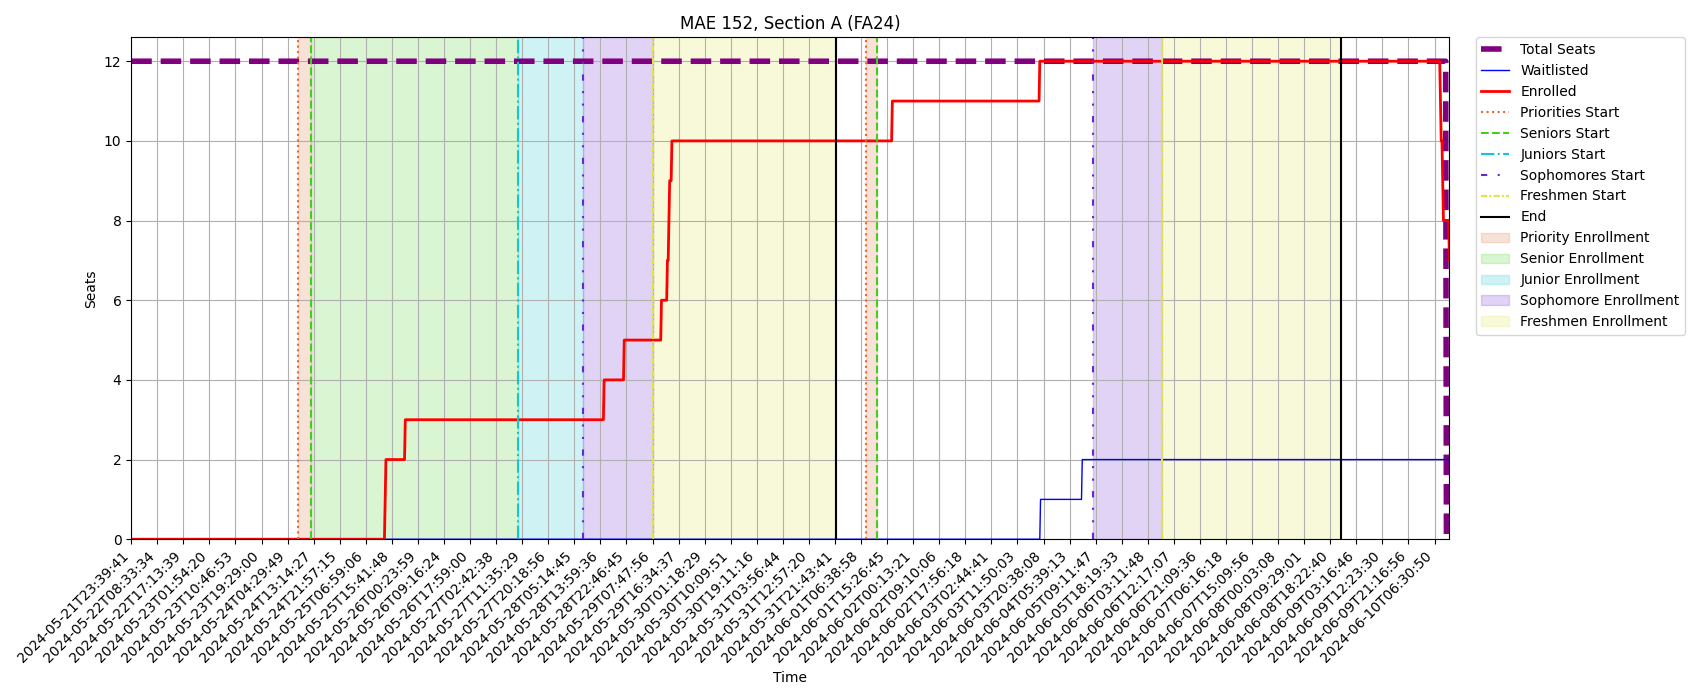 MAE 152, Section A (FA24)
Seats
12
10
8
6
4
2
0
2024-05-21T23:39:41
2024-05-22T08:33:34
2024-05-22T17:13:39
2024-05-23T01:54:20
2024-05-23T10:46:53
2024-05-23T19:29:00
2024-05-24T04:29:49
2024-05-24T13:14:27
2024-05-24T21:57:15
2024-05-25T06:59:06
2024-05-25T15:41:48
2024-05-26T00:23:59
2024-05-26T09:16:24
2024-05-26T17:59:00
2024-05-27T02:42:38
2024-05-27T11:35:29
2024-05-27T20:18:56
2024-05-28T05:14:45
2024-05-28T13:59:36
2024-05-28T22:46:45
2024-05-29T07:47:56
2024-05-29T16:34:37
2024-05-30T01:18:29
2024-05-30T10:09:51
2024-05-30T19:11:16
2024-05-31T03:56:44
2024-05-31T12:57:20
2024-05-31T21:43:41
2024-06-01T06:38:58
2024-06-01T15:26:45
2024-06-02T00:13:21
2024-06-02T09:10:06
2024-06-02T17:56:18
2024-06-03T02:44:41
2024-06-03T11:50:03
2024-06-03T20:38:08
2024-06-04T05:39:13
2024-06-05T09:11:47
2024-06-05T18:19:33
2024-06-06T03:11:48
2024-06-06T12:17:07
2024-06-06T21:09:36
2024-06-07T06:16:18
2024-06-07T15:09:56
2024-06-08T00:03:08
2024-06-08T09:29:01
2024-06-08T18:22:40
2024-06-09T03:16:46
2024-06-09T12:23:30
2024-06-09T21:16:56
2024-06-10T06:30:50
Time
Total Seats
Waitlisted
Enrolled
Priorities Start
Seniors Start
Juniors Start
Sophomores Start
Freshmen Start
End
Priority Enrollment
Senior Enrollment
Junior Enrollment
Sophomore Enrollment
Freshmen Enrollment